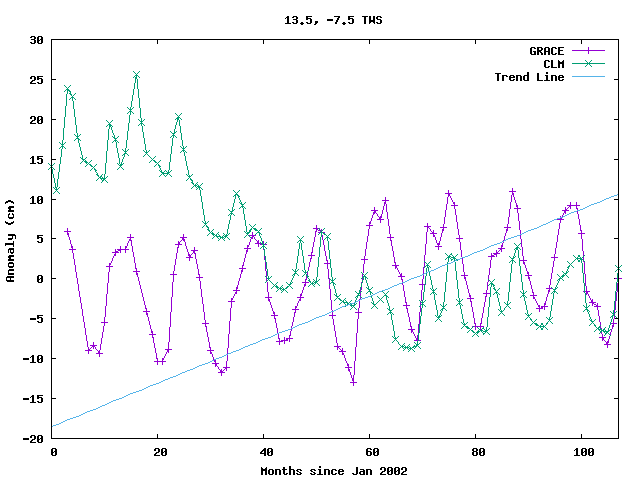 13.5, -7.5 TWS
GRACE
CLM
Trend Line
Anomaly (cm)
30
25
20
15
10
5
0
-5
-10
-15
-20
0 20 40 60 80 100
Months since Jan 2002